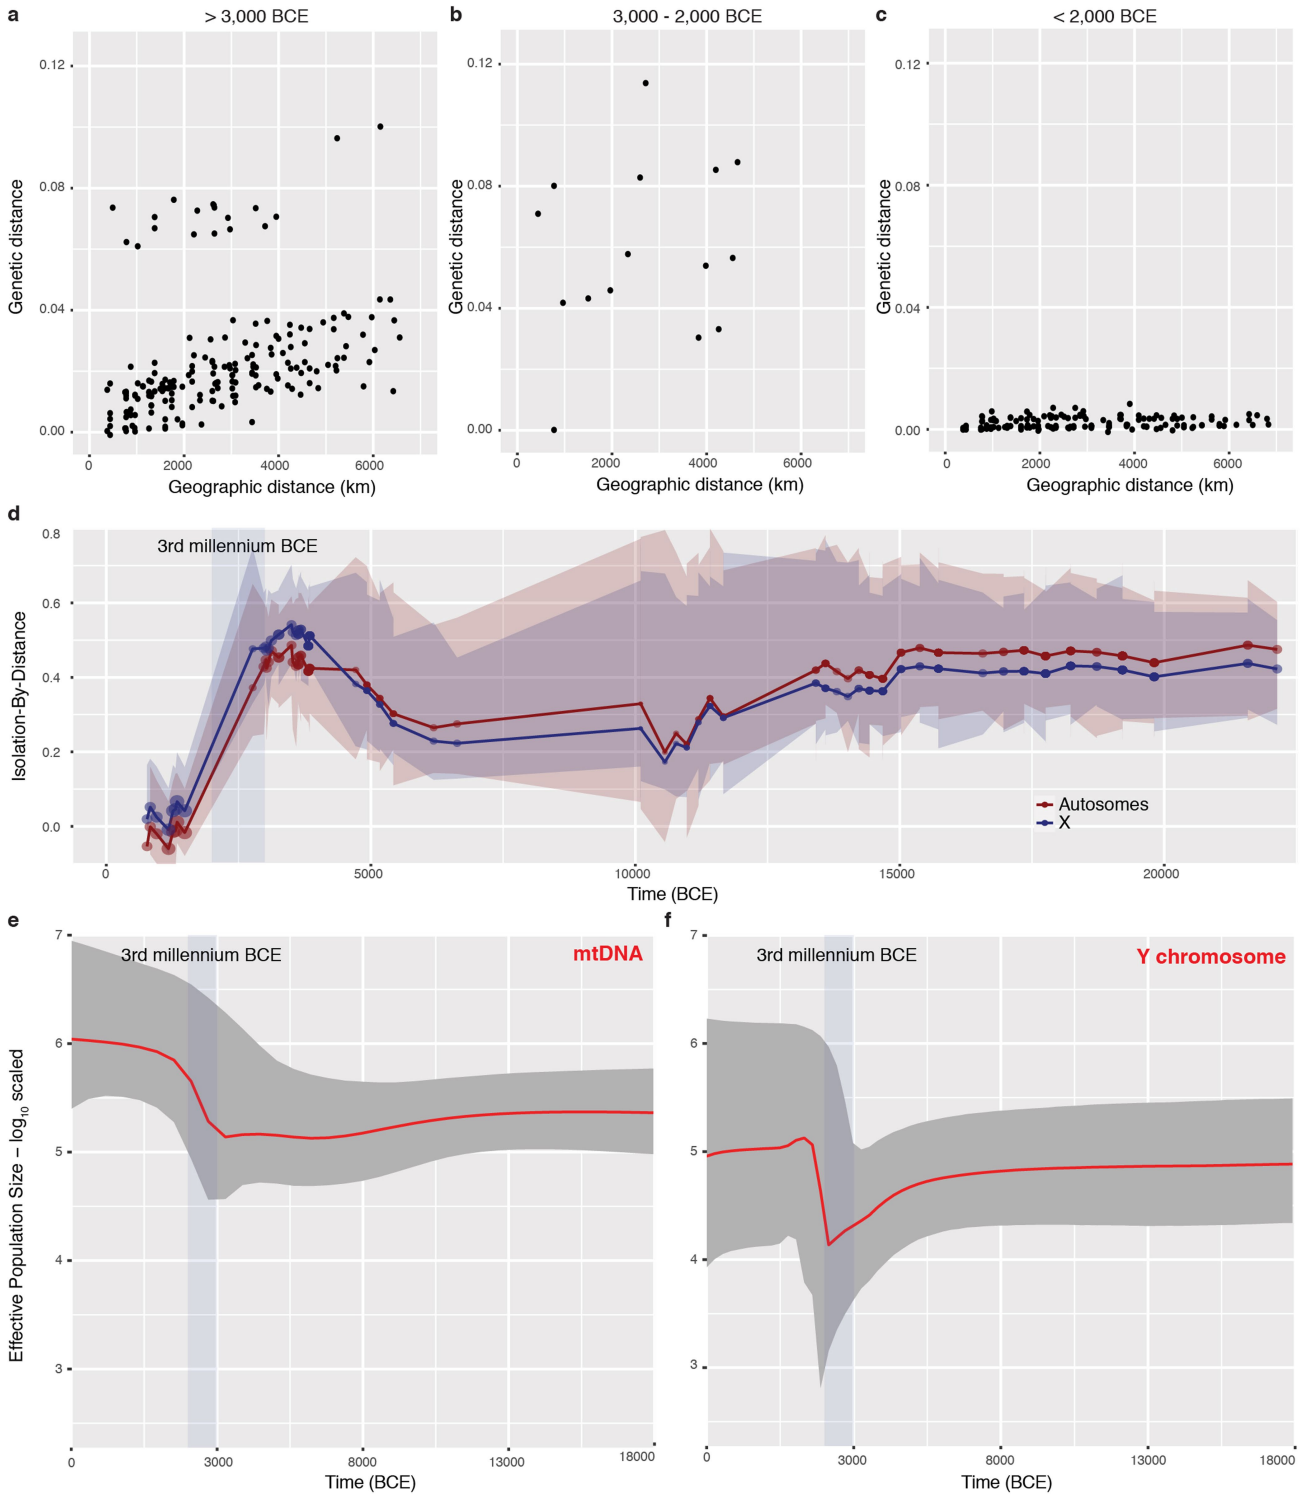 a
> 3,000 BCE
b
3,000 - 2,000 BCE
c
< 2,000 BCE
0.12
0.08
0.04
0.00
Genetic distance
0
2000
4000
6000
Geographic distance (km)
0.12
0.08
0.04
0.00
Genetic distance
0
2000
4000
6000
Geographic distance (km)
0.12
0.08
0.04
0.00
Genetic distance
0
2000
4000
6000
Geographic distance (km)
d
3rd millennium BCE
0.8
0.6
0.4
0.2
0.0
Isolation-By-Distance
Autosomes
X
0
5000
10000
15000
20000
Time (BCE)
e
3rd millennium BCE
mtDNA
7
6
5
4
3
Effective Population Size – log10 scaled
0
3000
8000
13000
18000
Time (BCE)
f
3rd millennium BCE
Y chromosome
7
6
5
4
3
0
3000
8000
13000
18000
Time (BCE)